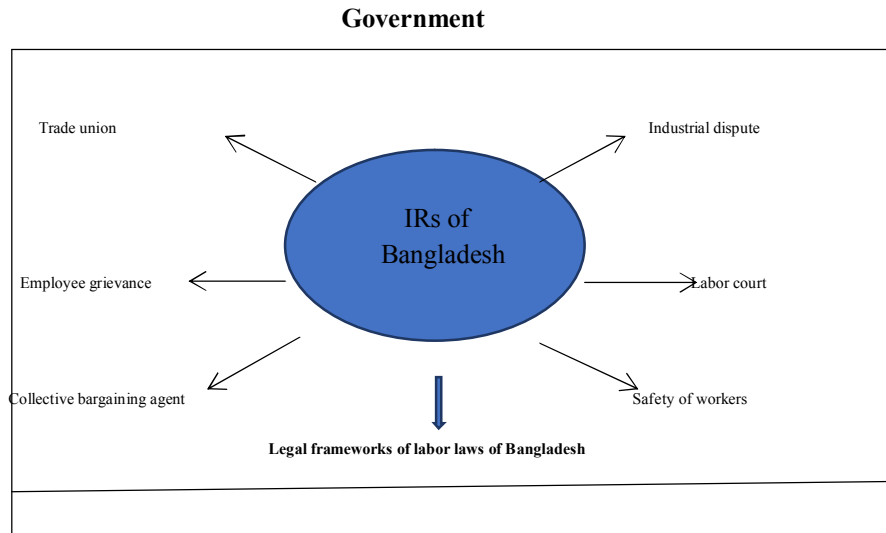 Government
Trade union
Industrial dispute
IRs of
Bangladesh
Employee grievance
Labor court
Collective bargaining agent
Safety of workers
Legal frameworks of labor laws of Bangladesh